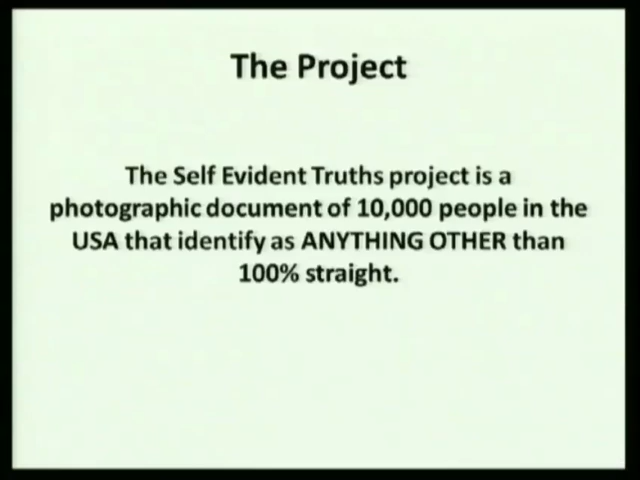 The Project
The Self Evident Truths project is a
photographic document of 10,000 people in the
USA that identify as ANYTHING OTHER than
100% straight.